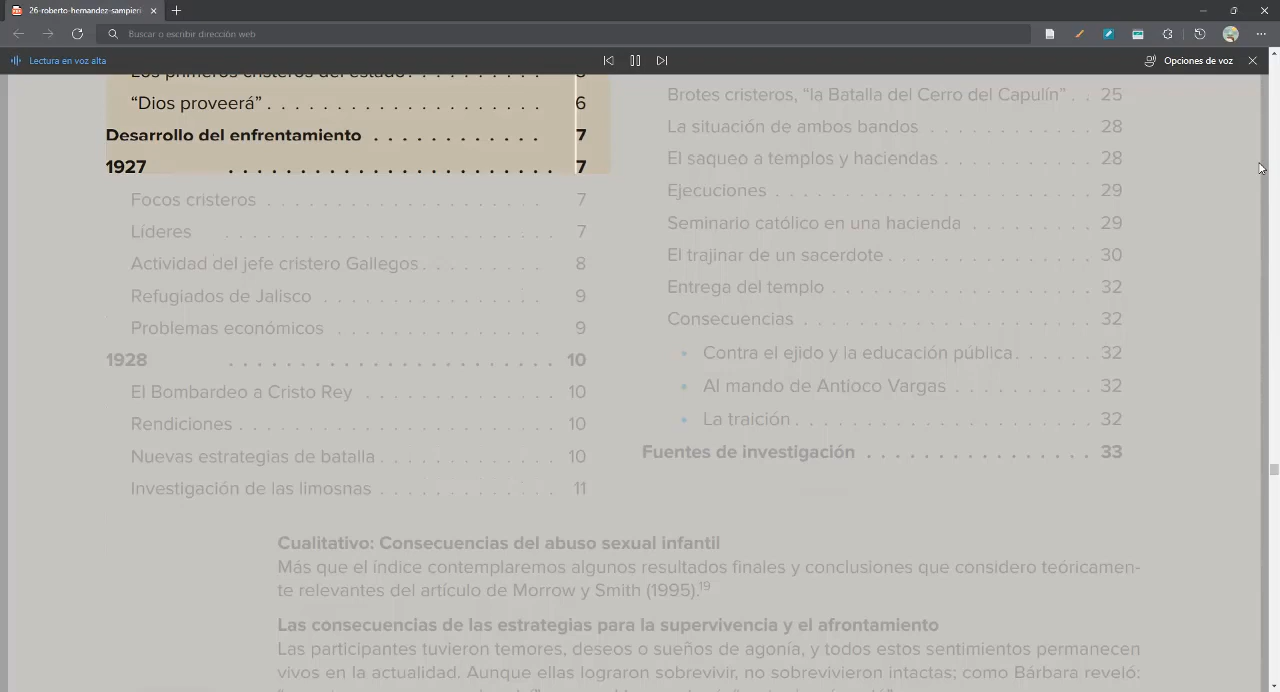 26-roberto-hernandez-sampieri
Buscar o escribir dirección web
Lectura en voz alta
Opciones de voz
Los primeros cristeros del estado . . . . . . . . . 6
“Dios proveerá” . . . . . . . . . . . . . . . . . . . . 6
Desarrollo del enfrentamiento . . . . . . . . . . . . 7
1927 . . . . . . . . . . . . . . . . . . . . . . . 7
Focos cristeros . . . . . . . . . . . . . . . . . . . . 7
Líderes . . . . . . . . . . . . . . . . . . . . . . . 7
Actividad del jefe cristero Gallegos . . . . . . . . . 8
Refugiados de Jalisco . . . . . . . . . . . . . . . . 9
Problemas económicos . . . . . . . . . . . . . . . 9
1928 . . . . . . . . . . . . . . . . . . . . . . . 10
El Bombardeo a Cristo Rey . . . . . . . . . . . . . 10
Rendiciones . . . . . . . . . . . . . . . . . . . . . 10
Nuevas estrategias de batalla . . . . . . . . . . . . 10
Investigación de las limosnas . . . . . . . . . . . . 11
Brotes cristeros, “la Batalla del Cerro del Capulín” . . 25
La situación de ambos bandos . . . . . . . . . . . 28
El saqueo a templos y haciendas . . . . . . . . . . . 28
Ejecuciones . . . . . . . . . . . . . . . . . . . . . 29
Seminario católico en una hacienda . . . . . . . . . 29
El trajinar de un sacerdote . . . . . . . . . . . . . . 30
Entrega del templo . . . . . . . . . . . . . . . . . . 32
Consecuencias . . . . . . . . . . . . . . . . . . . . 32
• Contra el ejido y la educación pública . . . . . . 32
• Al mando de Antioco Vargas . . . . . . . . . . 32
• La traición . . . . . . . . . . . . . . . . . . . . 32
Fuentes de investigación . . . . . . . . . . . . . . . . 33
Cualitativo: Consecuencias del abuso sexual infantil
Más que el índice contemplaremos algunos resultados finales y conclusiones que considero teóricamen-
te relevantes del artículo de Morrow y Smith (1995).19
Las consecuencias de las estrategias para la supervivencia y el afrontamiento
Las participantes tuvieron temores, deseos o sueños de agonía, y todos estos sentimientos permanecen
vivos en la actualidad. Aunque ellas lograron sobrevivir, no sobrevivieron intactas; como Bárbara reveló: